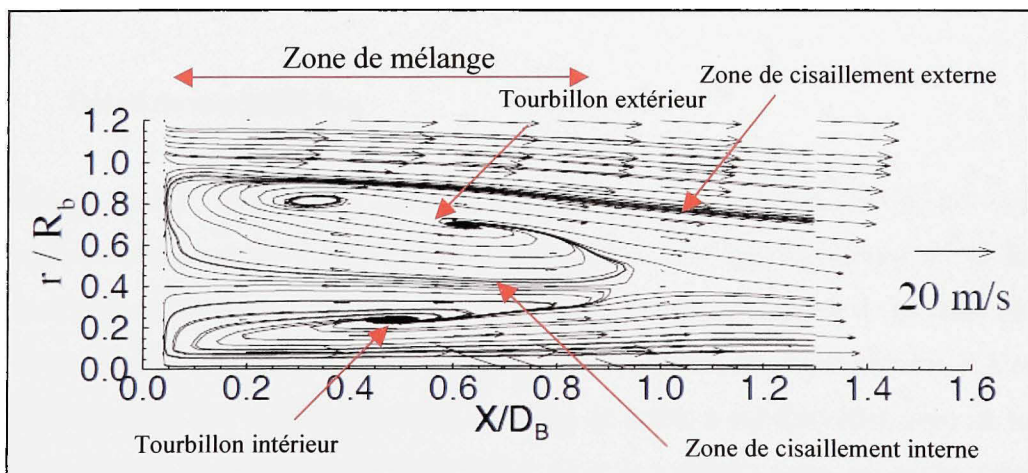 Zone de mélange
Zone de cisaillement externe
Tourbillon extérieur
1.2
1.0
0.8
0.6
0.4
0.2
0.0
r / R_b
20 m/s
0.0 0.2 0.3 0.4 0.6 0.8 1.0 1.2 1.4 1.6
X/D_B
Tourbillon intérieur
Zone de cisaillement interne